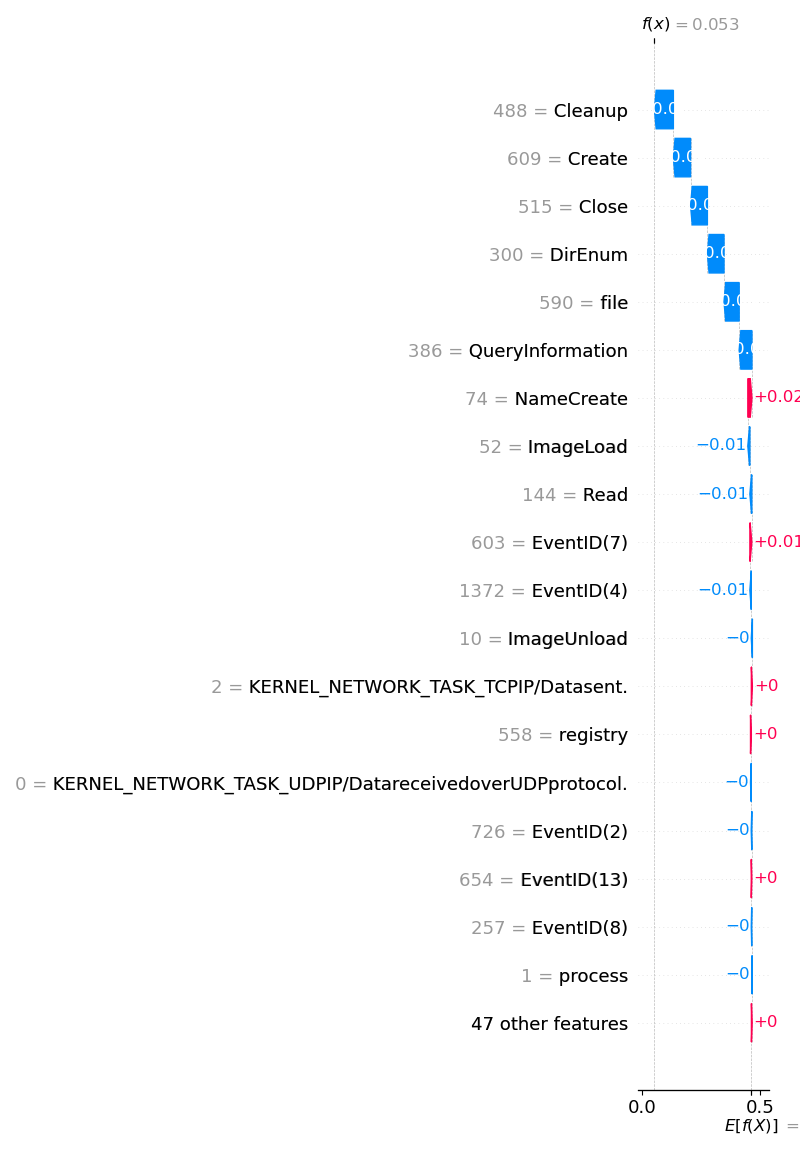 f(x) = 0.053
488 = Cleanup
609 = Create
515 = Close
300 = DirEnum
590 = file
386 = QueryInformation
74 = NameCreate +0.02
52 = ImageLoad −0.01
144 = Read −0.01
603 = EventID(7) +0.01
1372 = EventID(4) −0.01
10 = ImageUnload −0
2 = KERNEL_NETWORK_TASK_TCPIP/Datasent. +0
558 = registry +0
0 = KERNEL_NETWORK_TASK_UDPIP/DatareceivedoverUDPprotocol. −0
726 = EventID(2) −0
654 = EventID(13) +0
257 = EventID(8) −0
1 = process −0
47 other features +0
0.0 0.5
E[f(X)] =